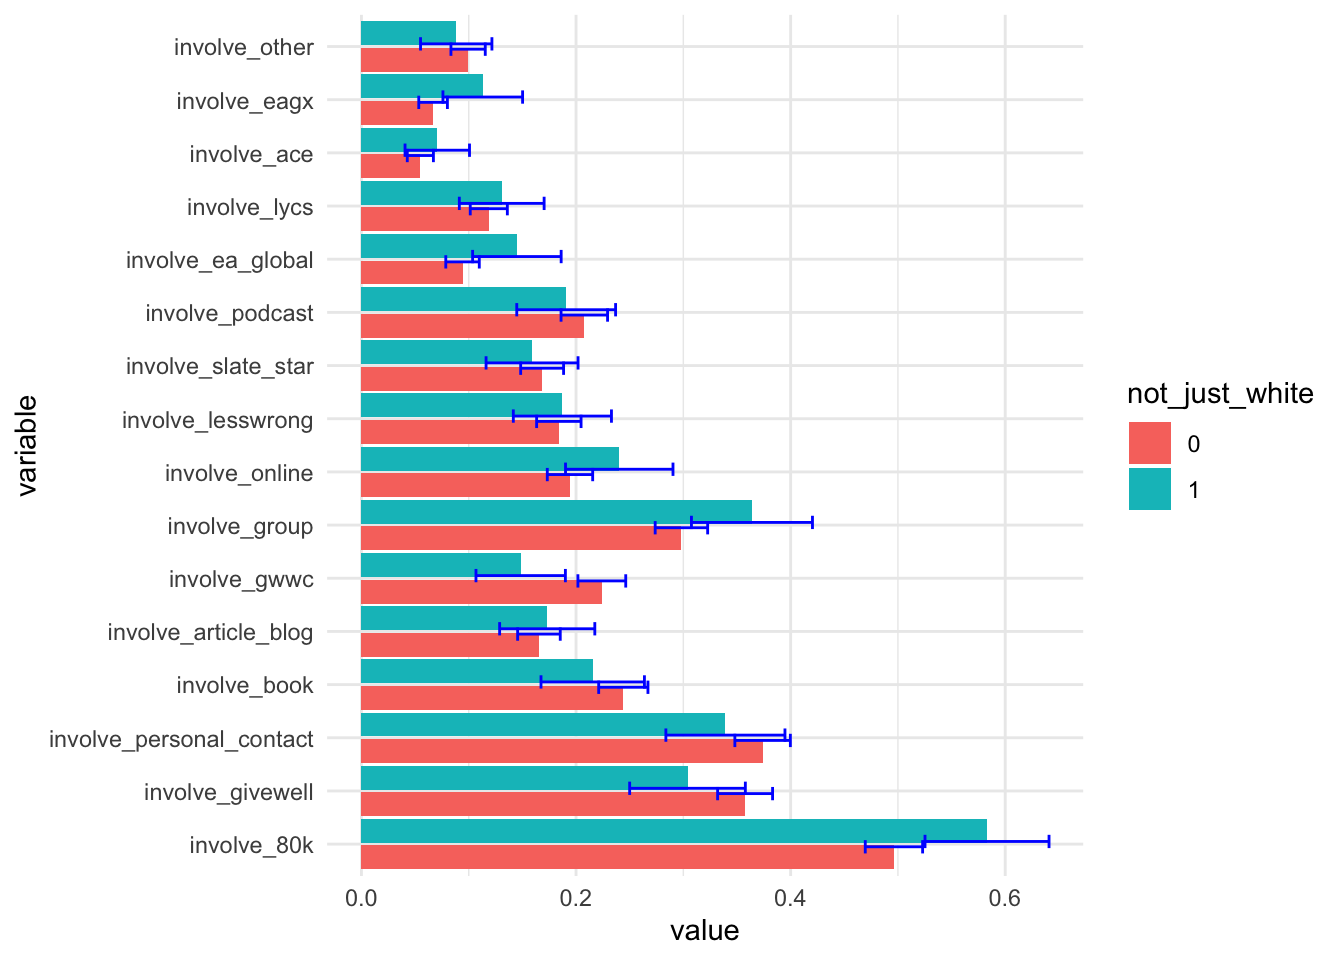 involve_other
involve_eagx
involve_ace
involve_lycs
involve_ea_global
involve_podcast
involve_slate_star
involve_lesswrong
involve_online
involve_group
involve_gwwc
involve_article_blog
involve_book
involve_personal_contact
involve_givewell
involve_80k
variable
0.0 0.2 0.4 0.6
value
not_just_white
0
1